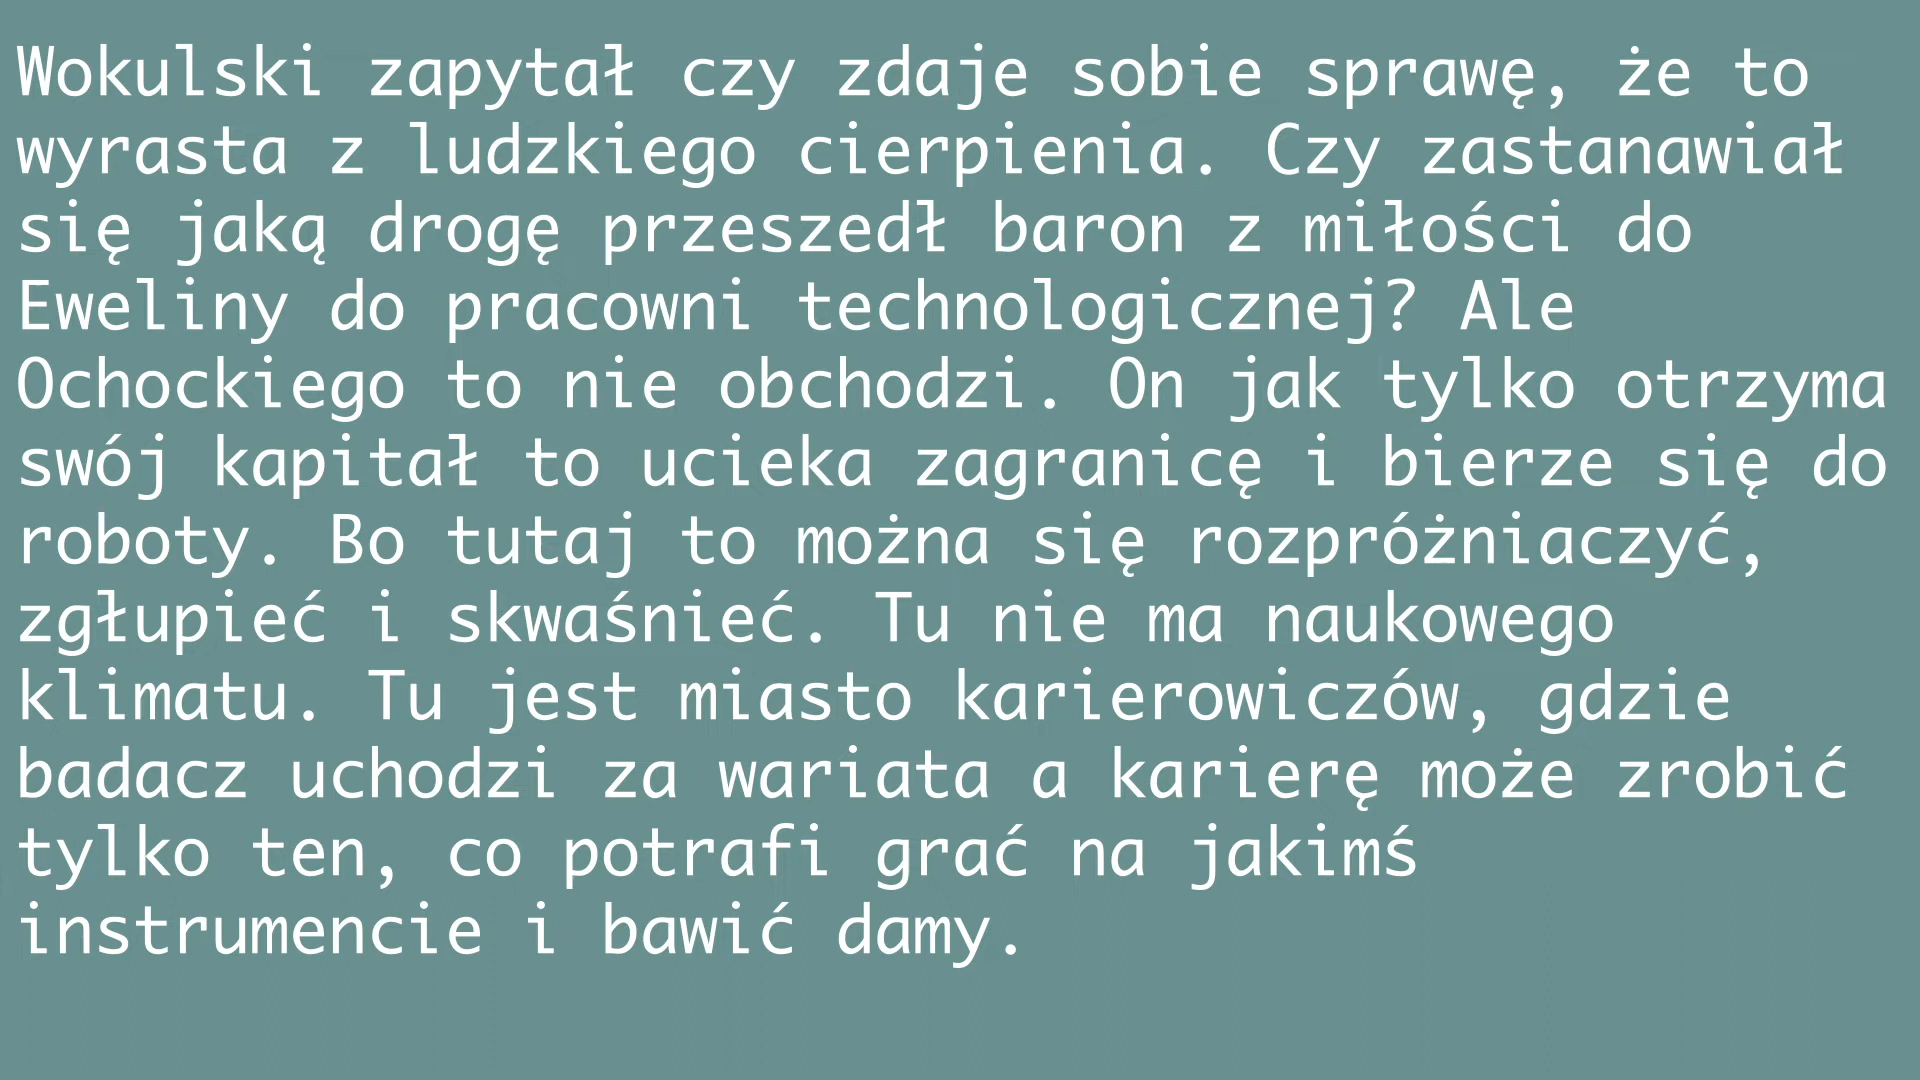 Wokulski zapytał czy zdaje sobie sprawę, że to
wyrasta z ludzkiego cierpienia. Czy zastanawiał
się jaką drogę przeszedł baron z miłości do
Eweliny do pracowni technologicznej? Ale
Ochockiego to nie obchodzi. On jak tylko otrzyma
swój kapitał to ucieka zagranicę i bierze się do
roboty. Bo tutaj to można się rozpróżniaczyć,
zgłupieć i skwaśnieć. Tu nie ma naukowego
klimatu. Tu jest miasto karierowiczów, gdzie
badacz uchodzi za wariata a karierę może zrobić
tylko ten, co potrafi grać na jakimś
instrumencie i bawić damy.